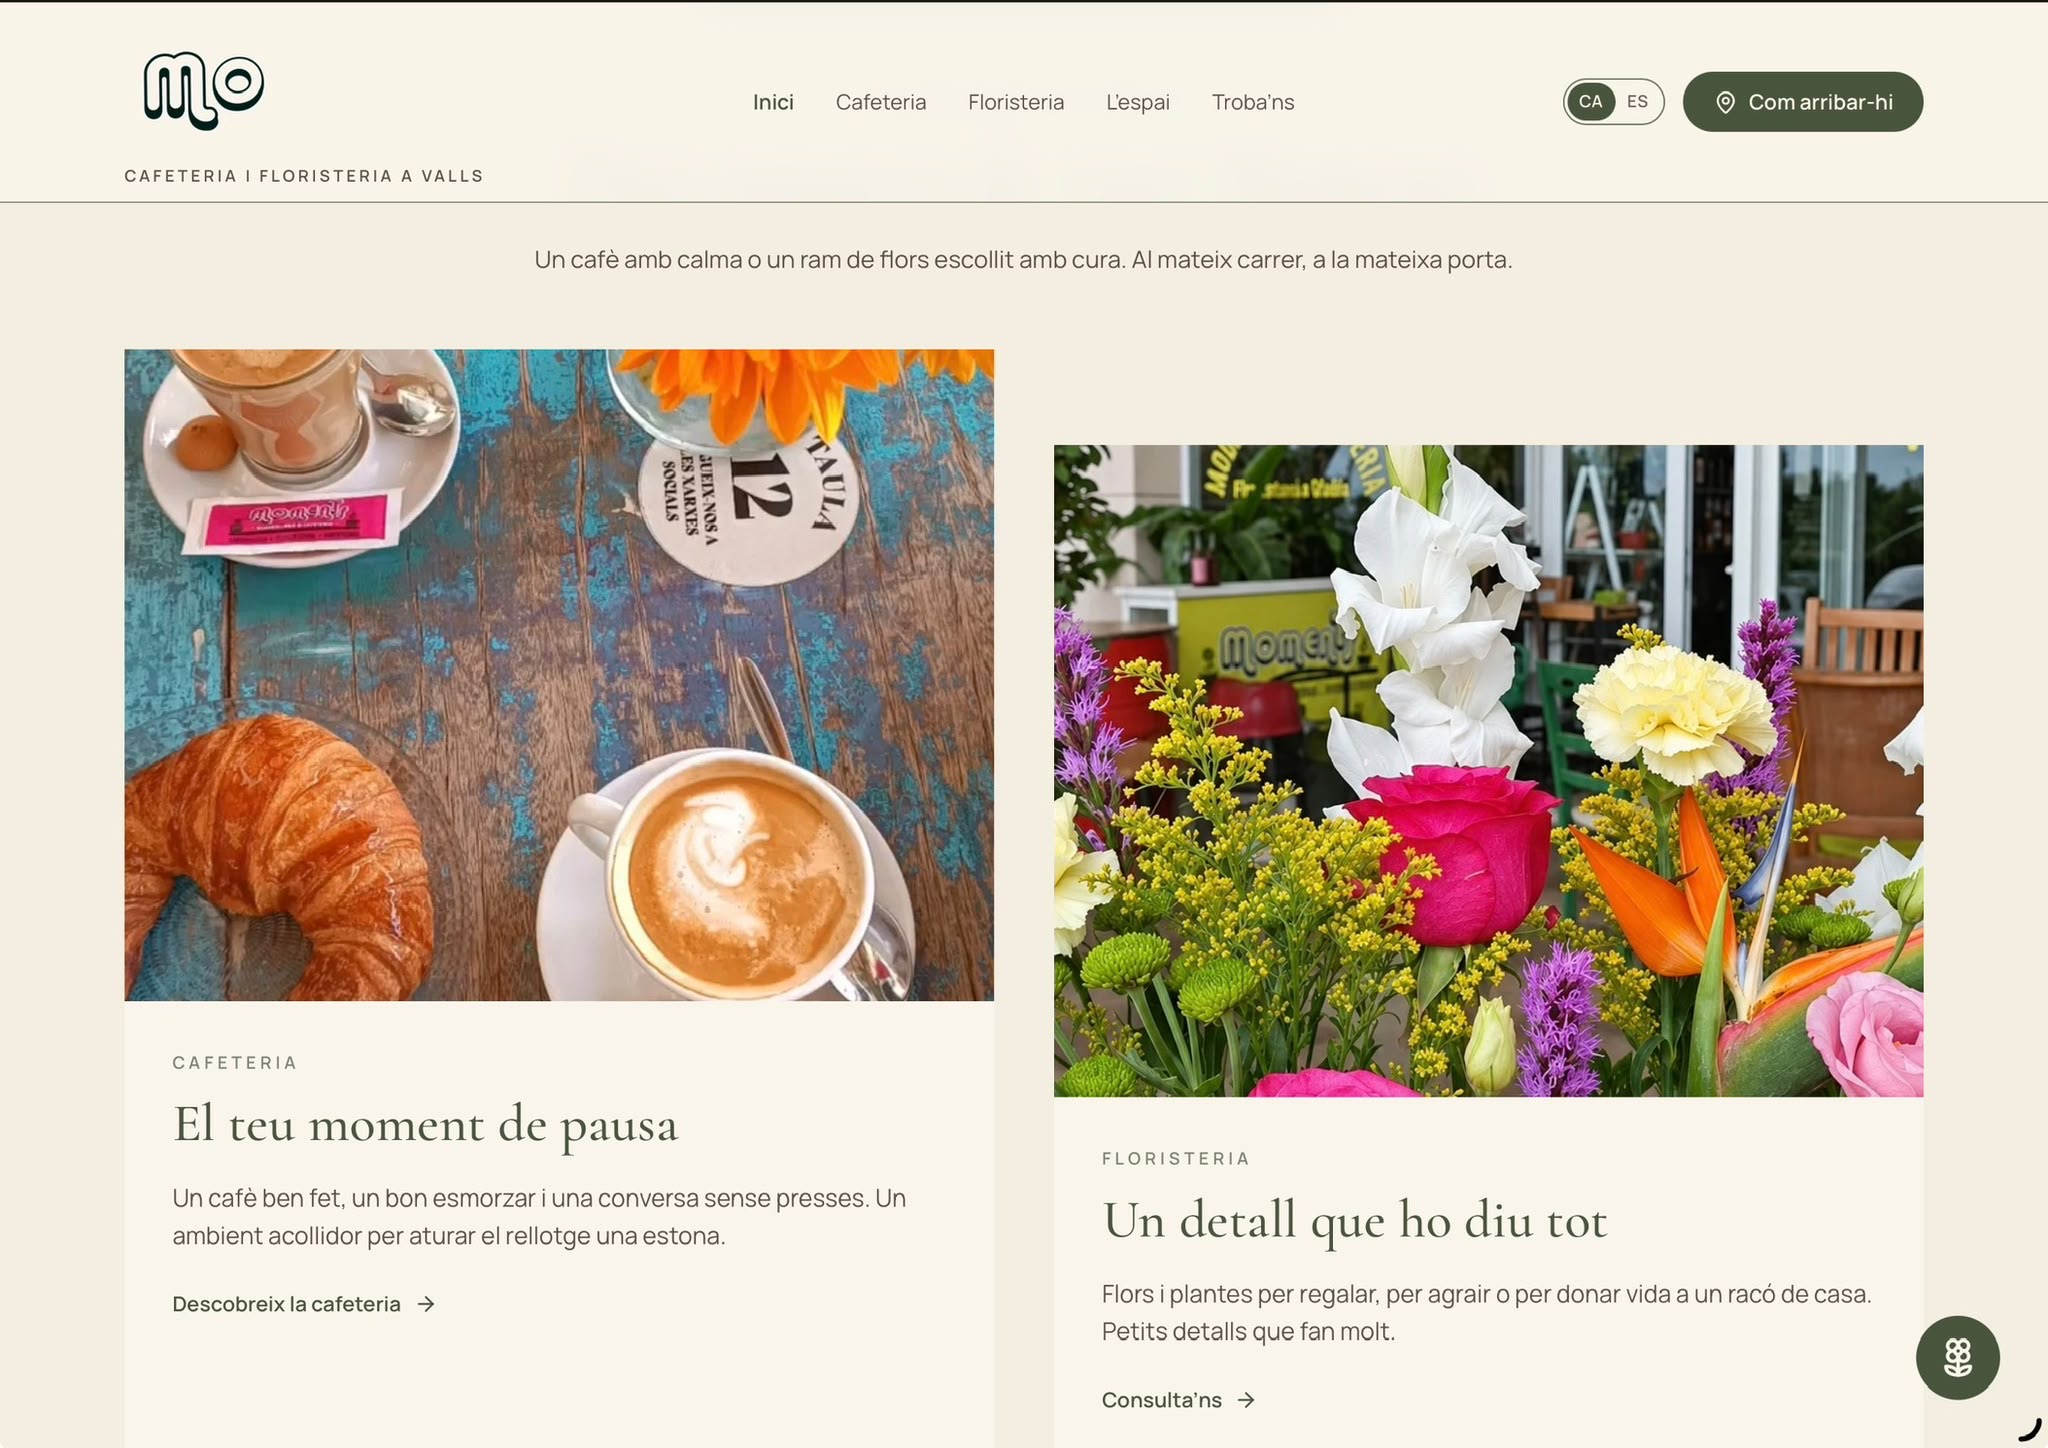 mo
Inici Cafeteria Floristeria L'espai Troba'ns
CA ES
Com arribar-hi
CAFETERIA I FLORISTERIA A VALLS
Un cafè amb calma o un ram de flors escollit amb cura. Al mateix carrer, a la mateixa porta.
TAULA
12
SEGUEIX-NOS A
LES XARXES
SOCIALS
moments
moments
CAFETERIA
El teu moment de pausa
Un cafè ben fet, un bon esmorzar i una conversa sense presses. Un
ambient acollidor per aturar el rellotge una estona.
Descobreix la cafeteria
FLORISTERIA
Un detall que ho diu tot
Flors i plantes per regalar, per agrair o per donar vida a un racó de casa.
Petits detalls que fan molt.
Consulta'ns